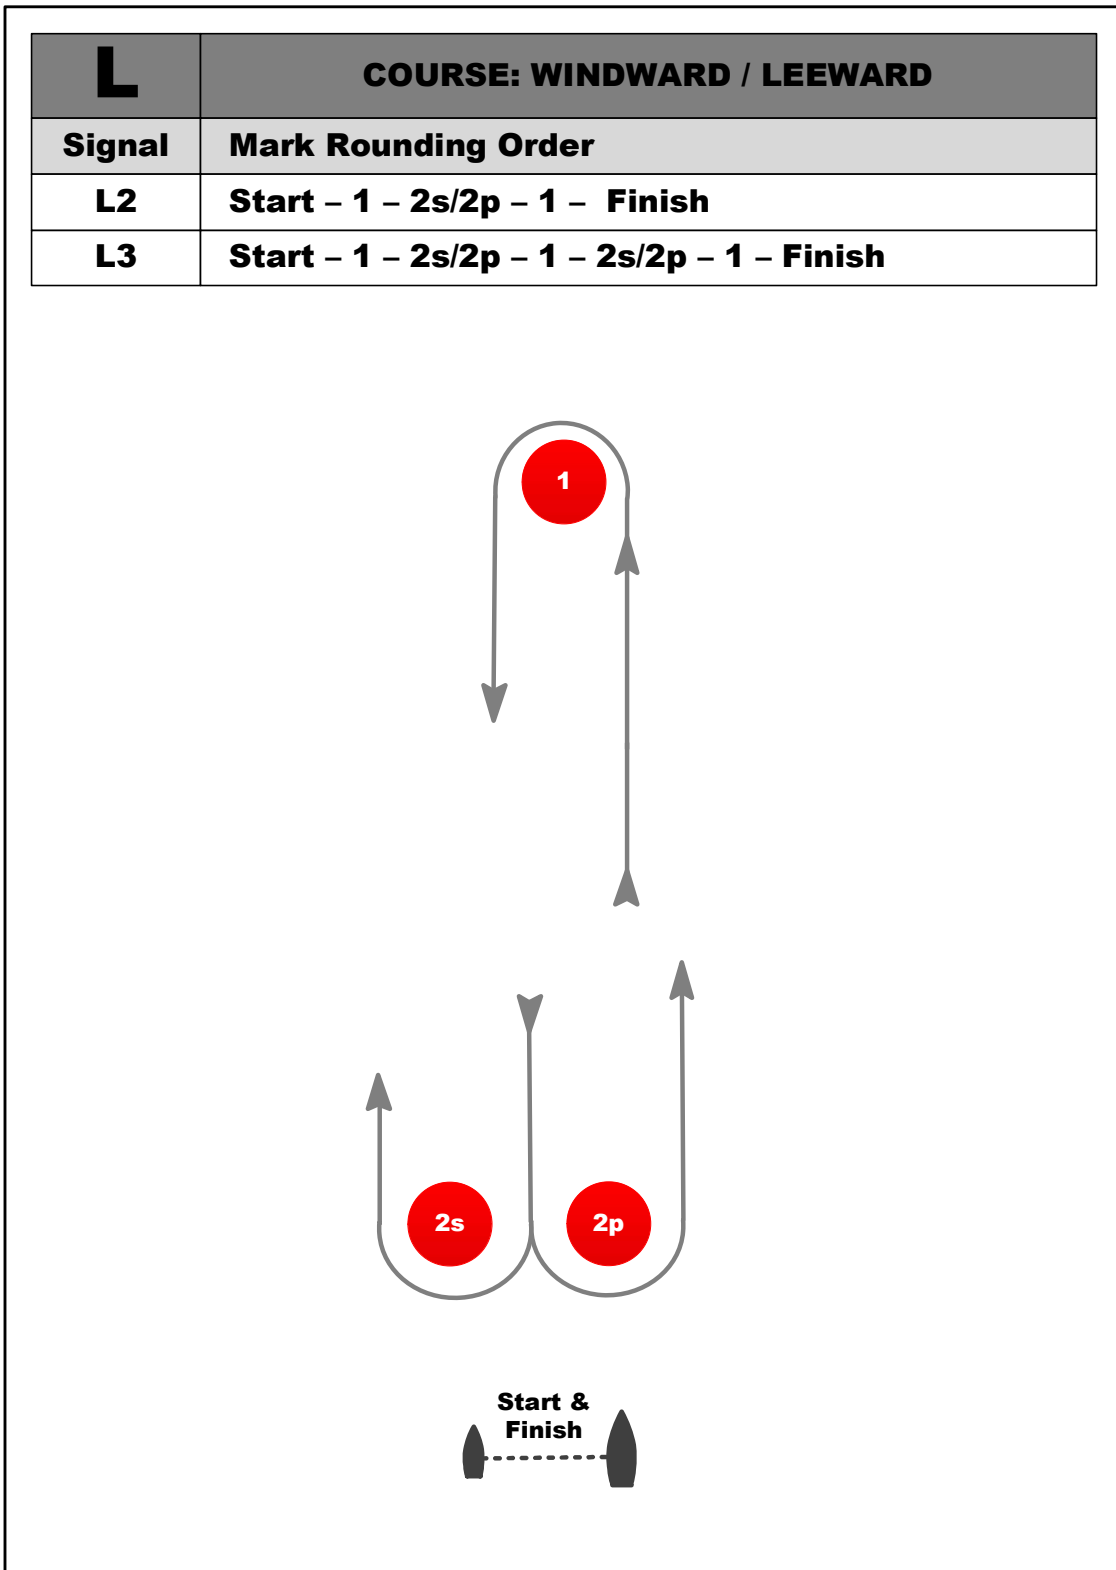 L COURSE: WINDWARD / LEEWARD
Signal Mark Rounding Order
L2 Start – 1 – 2s/2p – 1 – Finish
L3 Start – 1 – 2s/2p – 1 – 2s/2p – 1 – Finish
1
2s 2p
Start &
Finish